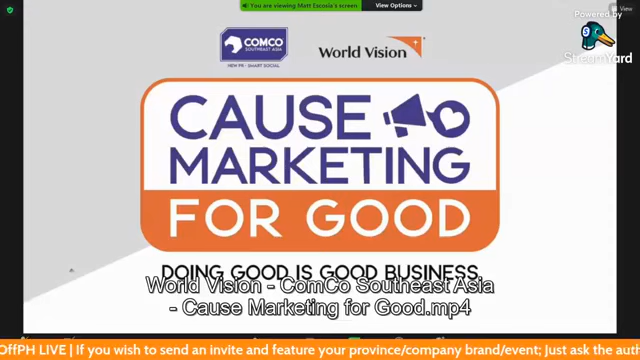 You are viewing Matt Escoxia's screen
View Options
View
Powered by
StreamYard
COMCO
SOUTHEAST ASIA
NEW PR · SMART SOCIAL
World Vision
CAUSE
MARKETING
FOR GOOD
DOING GOOD IS GOOD BUSINESS
World Vision - ComCo Southeast Asia
- Cause Marketing for Good.mp4
OffPH LIVE | If you wish to send an invite and feature your province/company brand/event; Just ask the auth